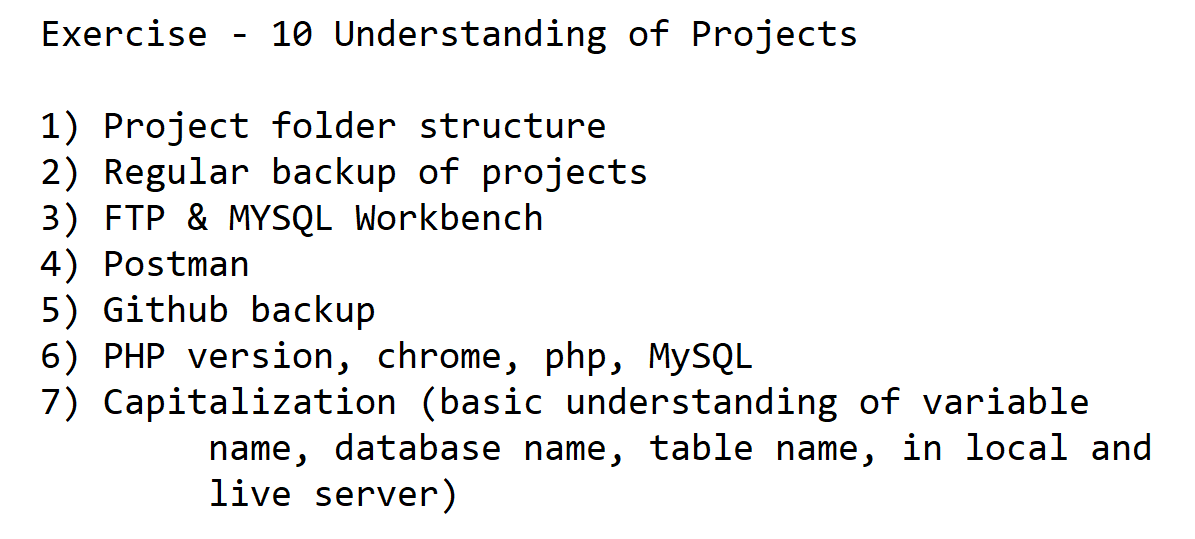 Exercise - 10 Understanding of Projects
1) Project folder structure
2) Regular backup of projects
3) FTP & MYSQL Workbench
4) Postman
5) Github backup
6) PHP version, chrome, php, MySQL
7) Capitalization (basic understanding of variable
name, database name, table name, in local and
live server)